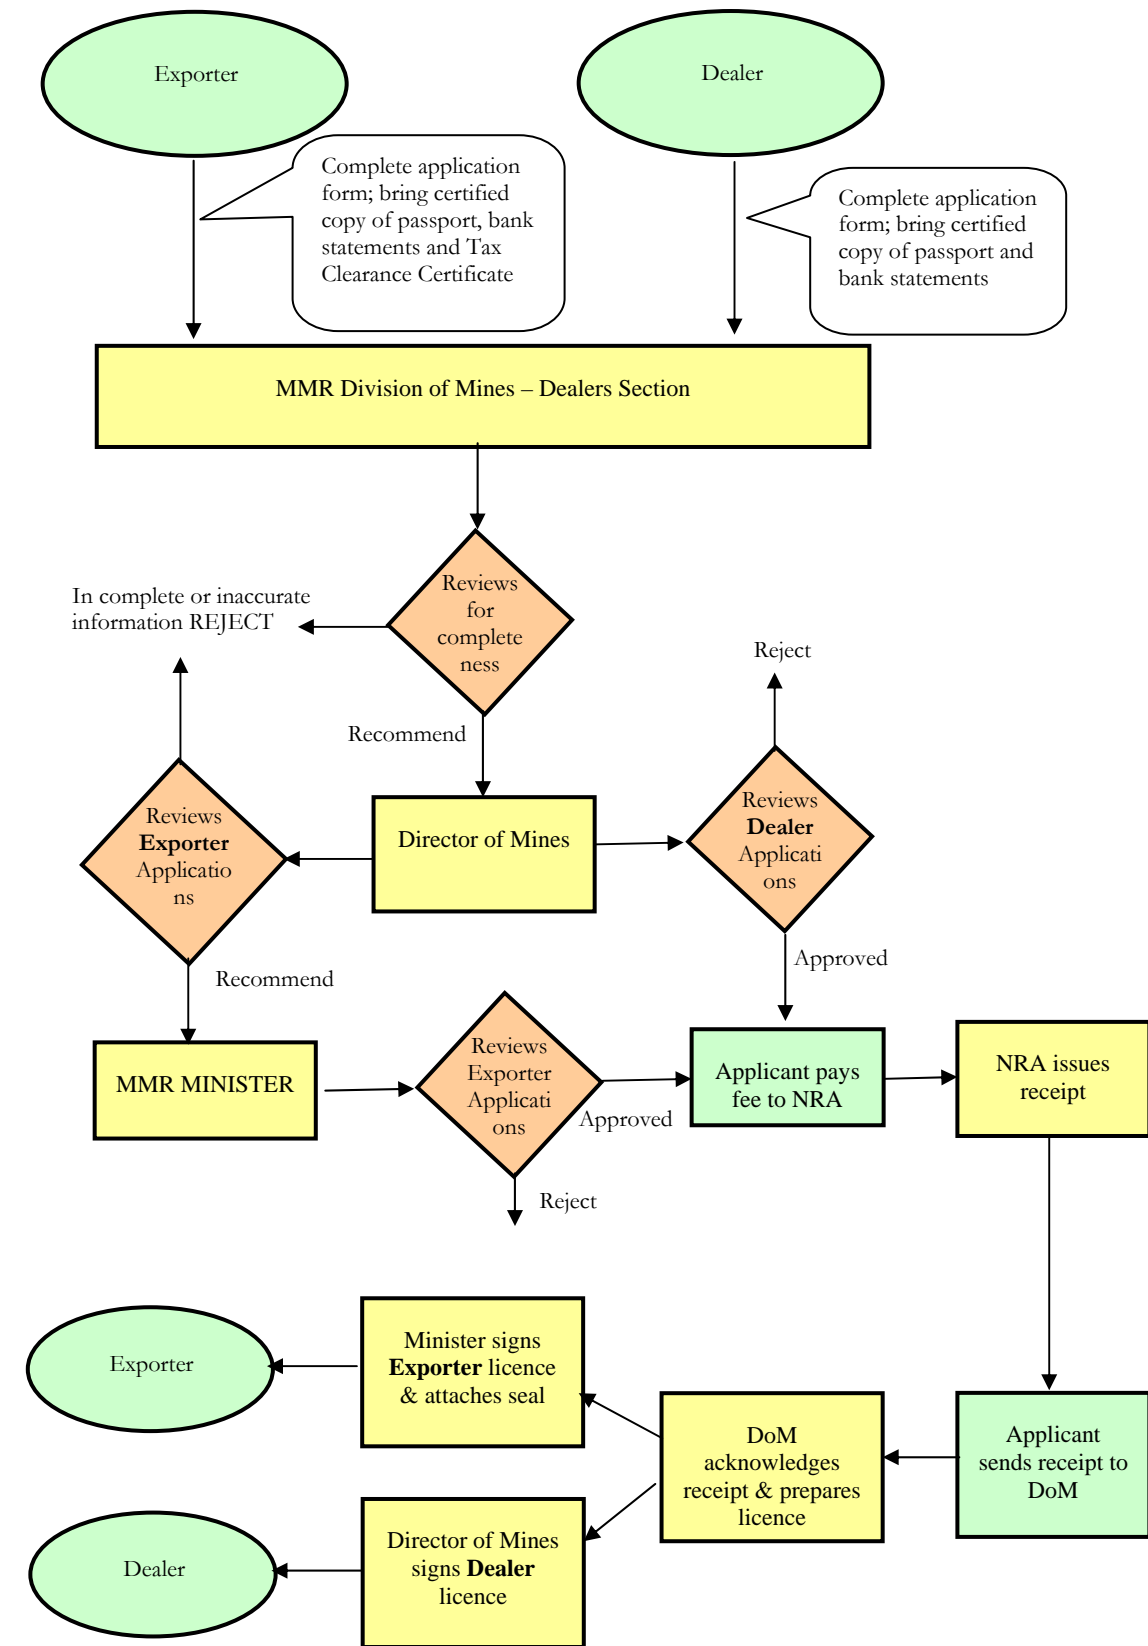 Exporter
Dealer
Complete application
form; bring certified
copy of passport, bank
statements and Tax
Clearance Certificate
Complete application
form; bring certified
copy of passport and
bank statements
MMR Division of Mines – Dealers Section
Reviews
for
complete
ness
In complete or inaccurate
information REJECT
Reject
Recommend
Reviews
Exporter
Applicatio
ns
Director of Mines
Reviews
Dealer
Applicati
ons
Approved
Recommend
MMR MINISTER
Reviews
Exporter
Applicati
ons
Approved
Applicant pays
fee to NRA
NRA issues
receipt
Reject
Exporter
Minister signs
Exporter licence
& attaches seal
DoM
acknowledges
receipt & prepares
licence
Applicant
sends receipt to
DoM
Dealer
Director of Mines
signs Dealer
licence